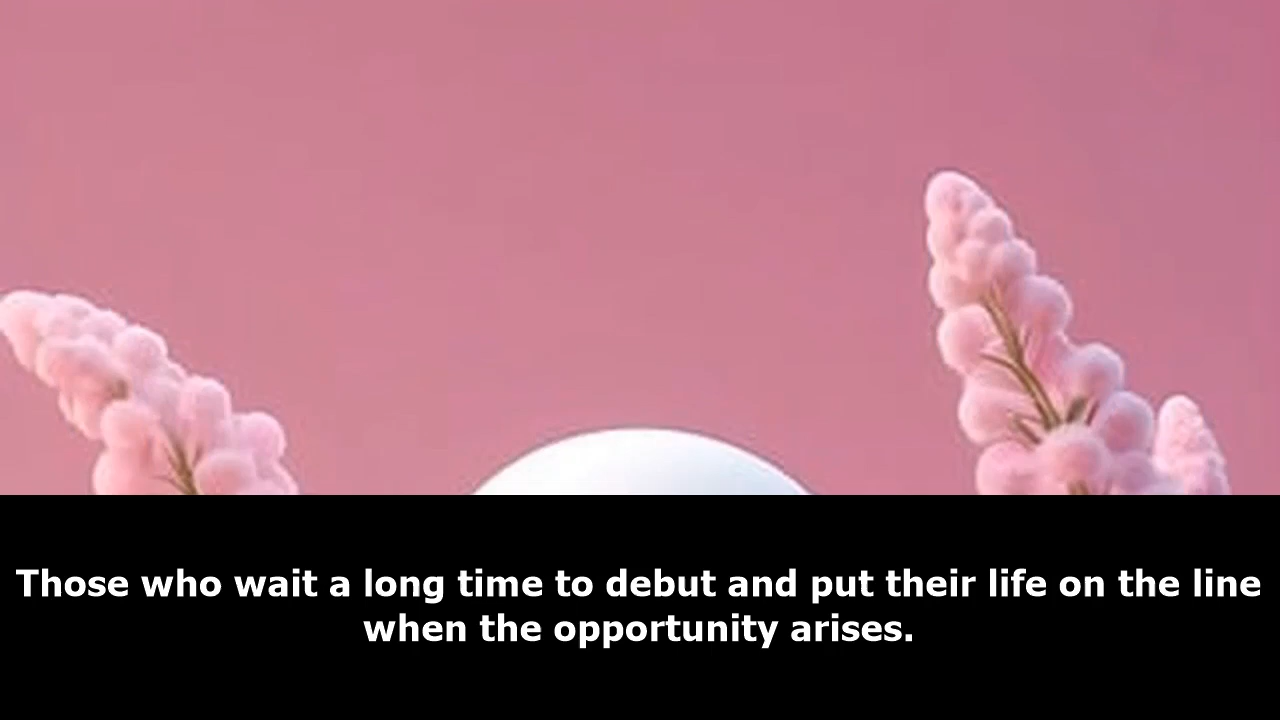 Those who wait a long time to debut and put their life on the line
when the opportunity arises.